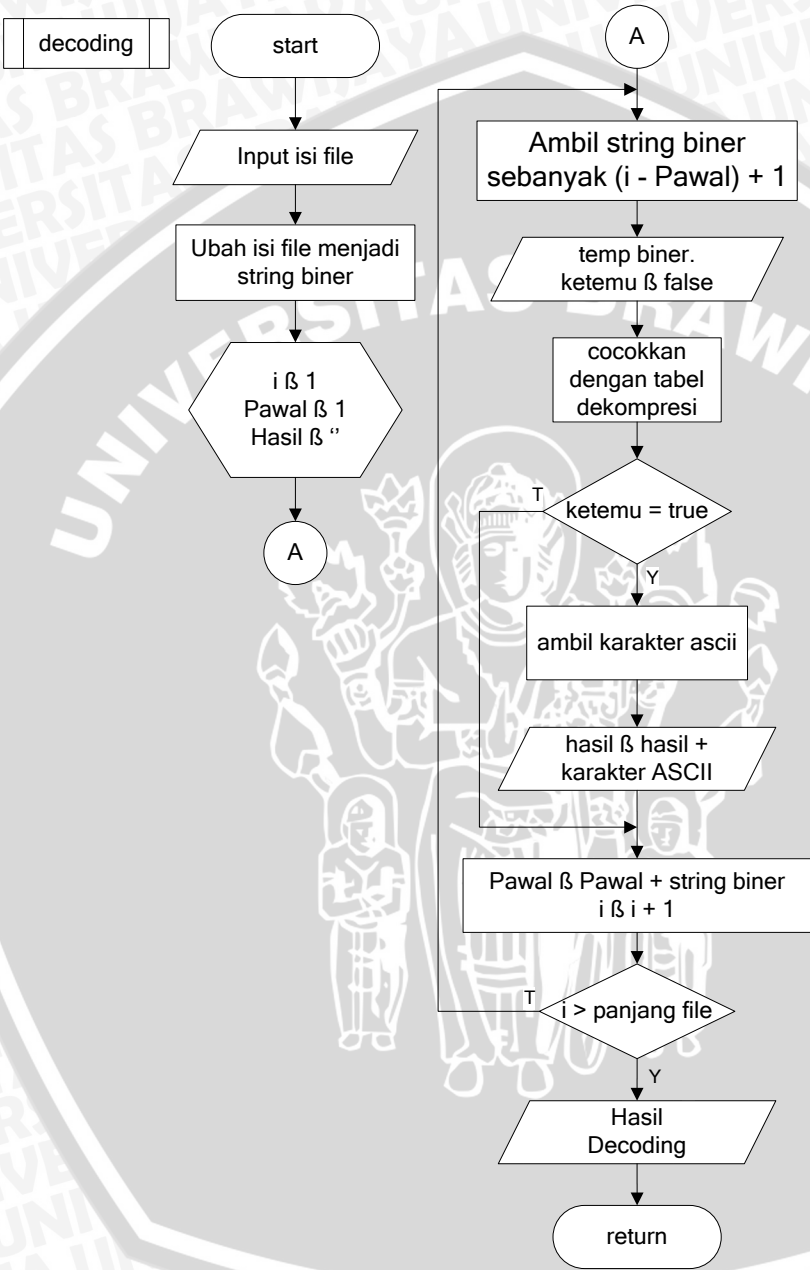 decoding
start
Input isi file
Ubah isi file menjadi
string biner
i ß 1
Pawal ß 1
Hasil ß ‘’
A
A
Ambil string biner
sebanyak (i - Pawal) + 1
temp biner.
ketemu ß false
cocokkan
dengan tabel
dekompresi
ketemu = true
T
Y
ambil karakter ascii
hasil ß hasil +
karakter ASCII
Pawal ß Pawal + string biner
i ß i + 1
i > panjang file
T
Y
Hasil
Decoding
return
UNIVERSITAS BRAWI